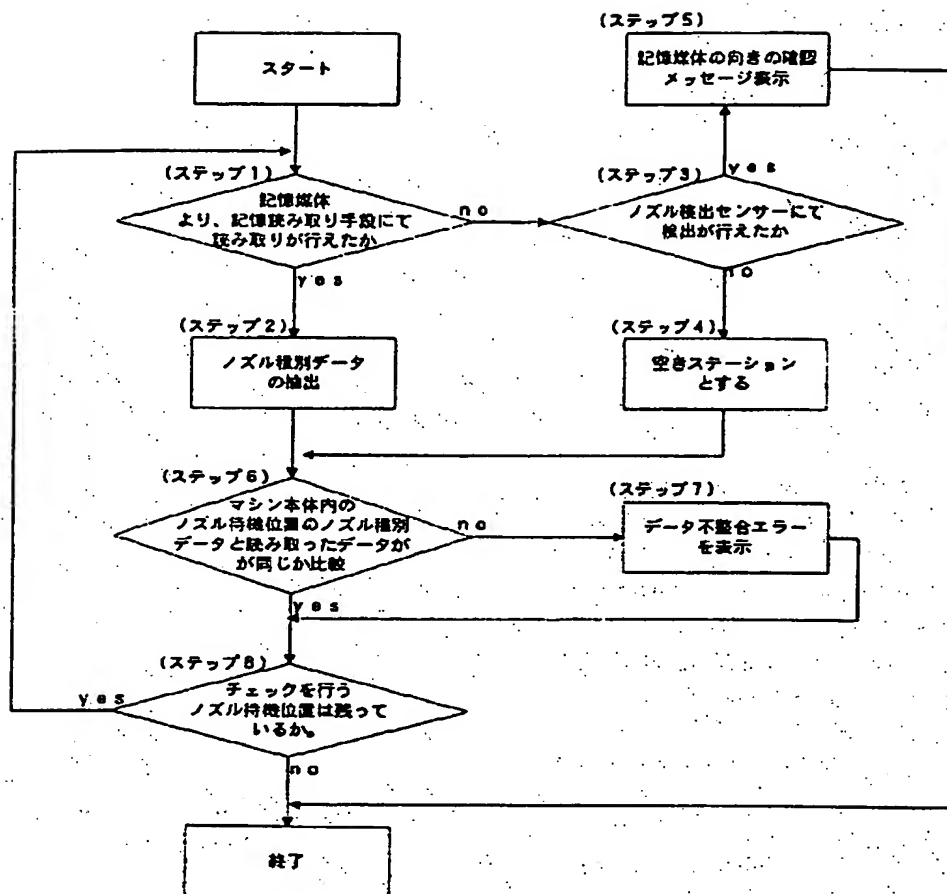 (ステップ5)
スタート
記憶媒体の向きの確認
メッセージ表示
(ステップ1)
記憶媒体
より、記憶読み取り手設にて
読み取りが行えたか
no
yes
(ステップ3)
yes
ノズル検出センサーにて
検出が行えたか
no
(ステップ2)
ノズル種別データ
の抽出
(ステップ4)
空きステーション
とする
(ステップ6)
マシン本体内の
ノズル待機位置のノズル種別
データと読み取ったデータが
が同じか比較
no
yes
(ステップ7)
データ不整合エラー
を表示
(ステップ8)
チェックを行う
ノズル待機位置は残って
いるか。
yes
no
終了